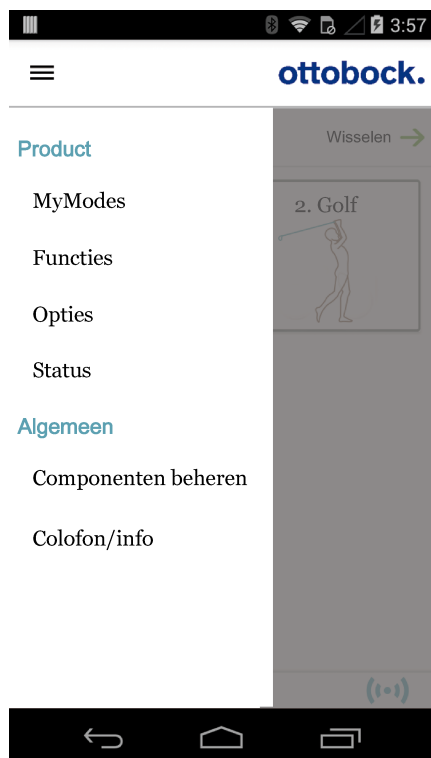 3:57
ottobock.
Product
Wisselen
MyModes
2. Golf
Functies
Opties
Status
Algemeen
Componenten beheren
Colofon/info